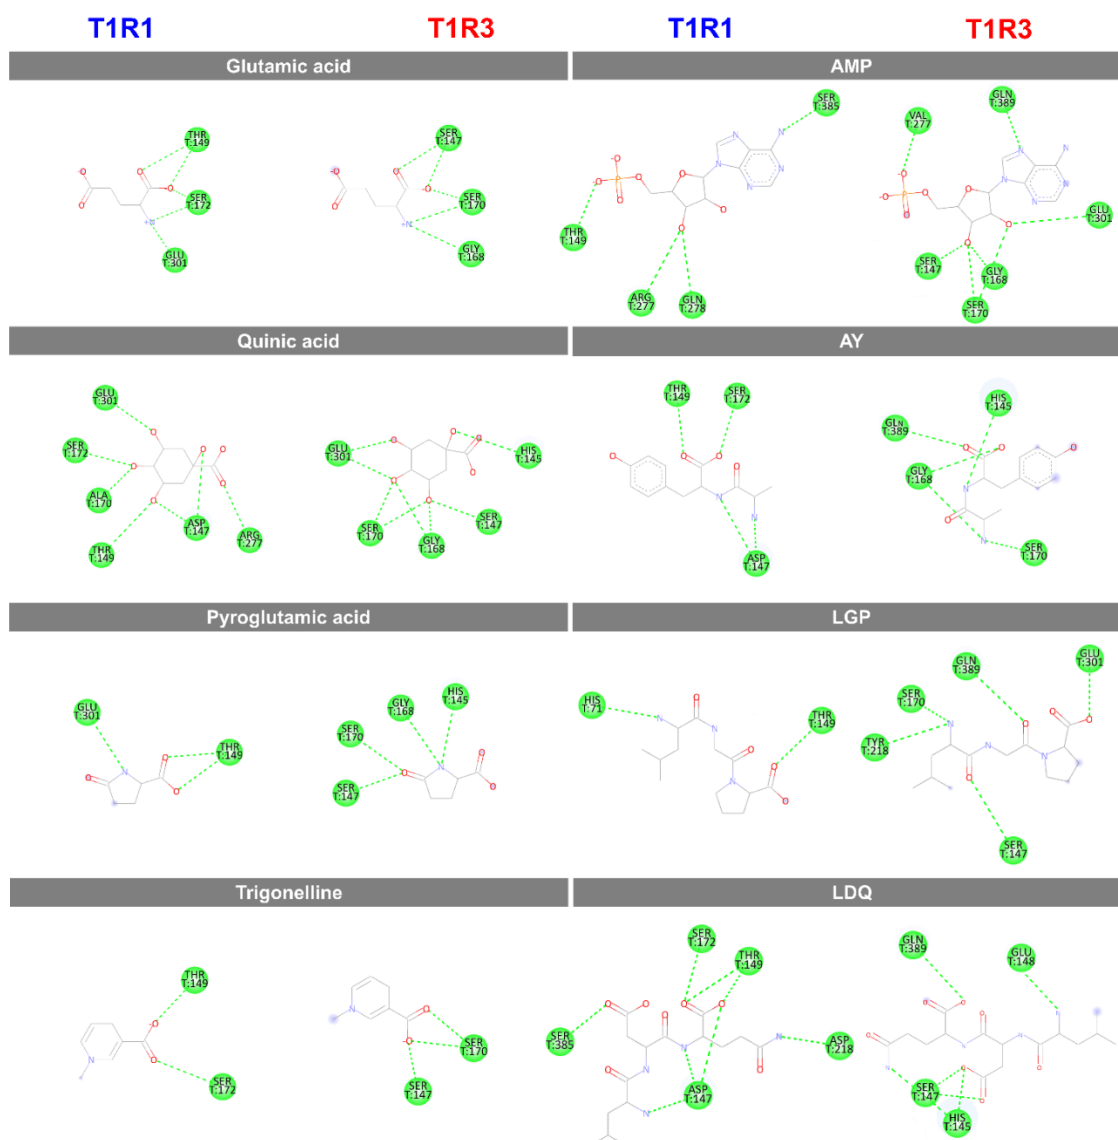 T1R1 T1R3 T1R1 T1R3
Glutamic acid
THR
T:149
SER
T:172
GLU
T:301
SER
T:147
SER
T:170
GLY
T:168
AMP
SER
T:385
THR
T:149
ARG
T:277
GLN
T:278
GLN
T:389
VAL
T:277
GLU
T:301
SER
T:147
GLY
T:168
SER
T:170
Quinic acid
GLU
T:301
SER
T:172
ALA
T:170
THR
T:149
ASP
T:147
ARG
T:277
GLU
T:301
HIS
T:145
SER
T:170
GLY
T:168
SER
T:147
AY
THR
T:149
SER
T:172
ASP
T:147
HIS
T:145
GLN
T:389
GLY
T:168
SER
T:170
Pyroglutamic acid
GLU
T:301
THR
T:149
HIS
T:145
GLY
T:168
SER
T:170
SER
T:147
LGP
HIS
T:71
THR
T:149
GLN
T:389
GLU
T:301
SER
T:170
TYR
T:218
SER
T:147
Trigonelline
THR
T:149
SER
T:172
SER
T:170
SER
T:147
LDQ
SER
T:172
THR
T:149
SER
T:385
ASP
T:218
ASP
T:147
GLN
T:389
GLU
T:148
SER
T:147
HIS
T:145